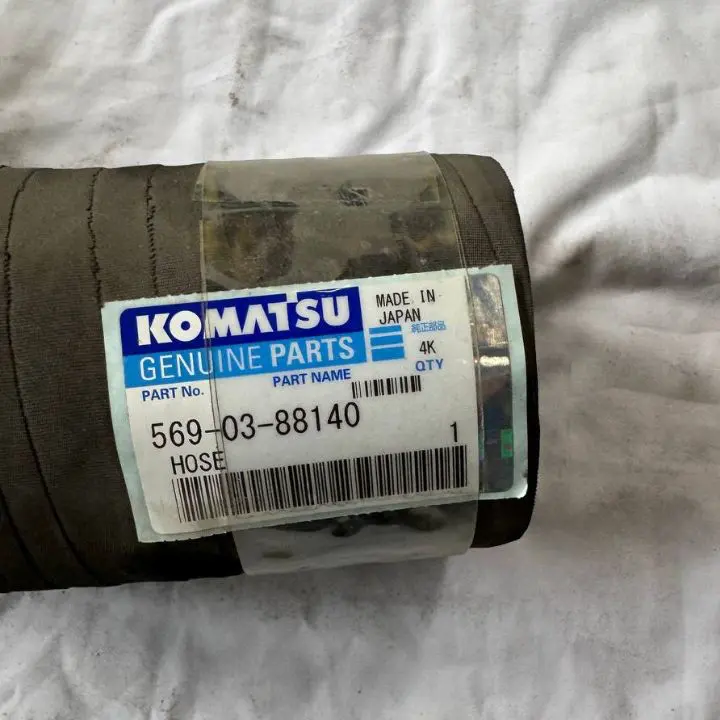 KOMATSU
GENUINE PARTS
MADE IN
JAPAN
純正部品
4K
PART No.
PART NAME
QTY
569-03-88140
1
HOSE